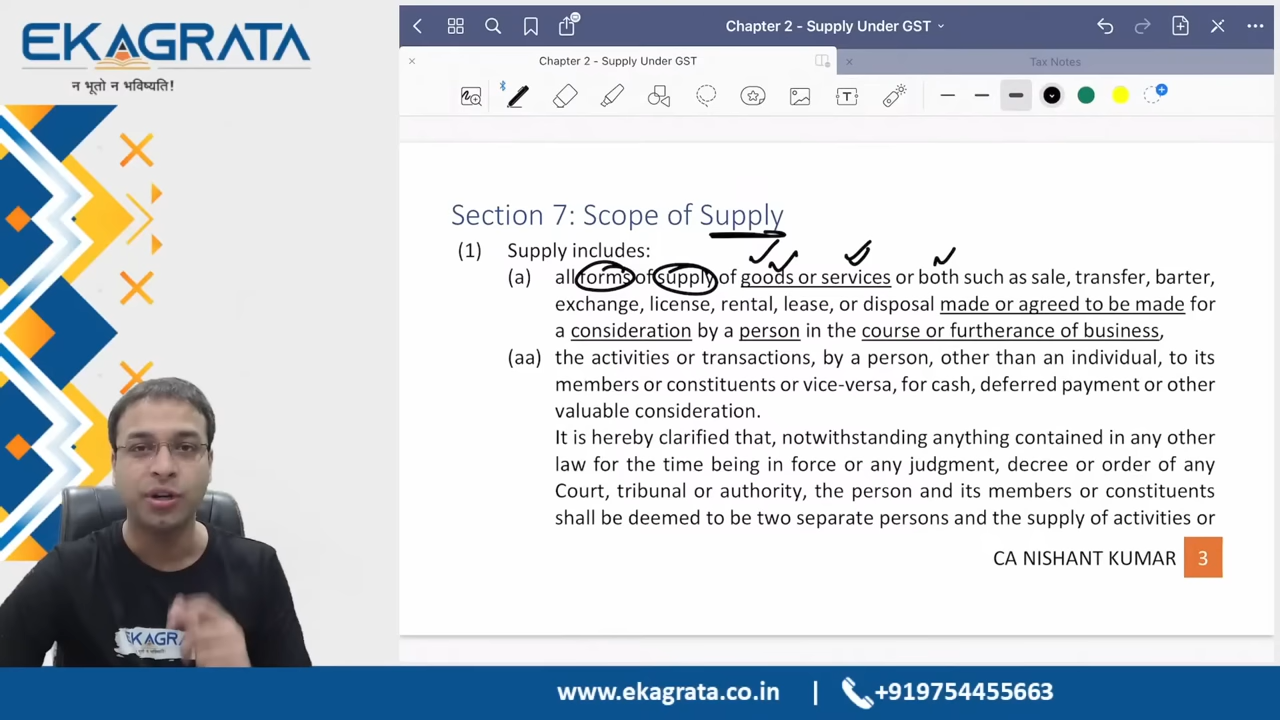 EKAGRATA
न भूतो न भविष्यति!
Chapter 2 - Supply Under GST
Chapter 2 - Supply Under GST
Tax Notes
Section 7: Scope of Supply
(1) Supply includes:
(a) all forms of supply of goods or services or both such as sale, transfer, barter,
exchange, license, rental, lease, or disposal made or agreed to be made for
a consideration by a person in the course or furtherance of business,
(aa) the activities or transactions, by a person, other than an individual, to its
members or constituents or vice-versa, for cash, deferred payment or other
valuable consideration.
It is hereby clarified that, notwithstanding anything contained in any other
law for the time being in force or any judgment, decree or order of any
Court, tribunal or authority, the person and its members or constituents
shall be deemed to be two separate persons and the supply of activities or
CA NISHANT KUMAR 3
www.ekagrata.co.in | +919754455663